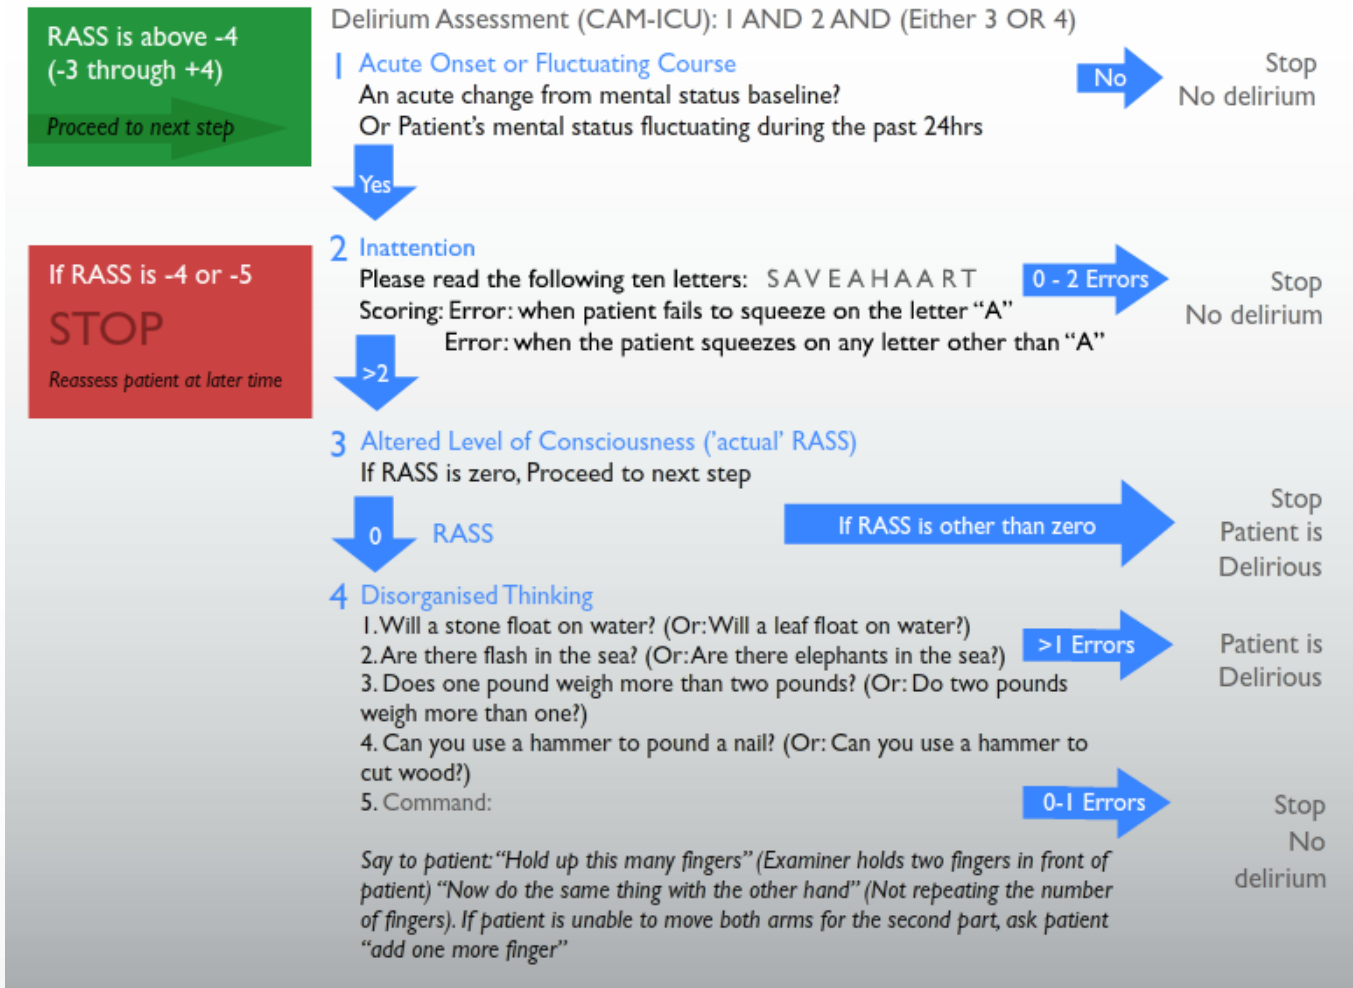 RASS is above -4
(-3 through +4)
Proceed to next step
If RASS is -4 or -5
STOP
Reassess patient at later time
Delirium Assessment (CAM-ICU): 1 AND 2 AND (Either 3 OR 4)
1 Acute Onset or Fluctuating Course
An acute change from mental status baseline?
Or Patient's mental status fluctuating during the past 24hrs
No
Stop
No delirium
Yes
2 Inattention
Please read the following ten letters: S A V E A H A A R T
Scoring: Error: when patient fails to squeeze on the letter “A”
Error: when the patient squeezes on any letter other than “A”
0 - 2 Errors
Stop
No delirium
>2
3 Altered Level of Consciousness ('actual' RASS)
If RASS is zero, Proceed to next step
0 RASS
If RASS is other than zero
Stop
Patient is
Delirious
4 Disorganised Thinking
1. Will a stone float on water? (Or: Will a leaf float on water?)
2. Are there flash in the sea? (Or: Are there elephants in the sea?)
3. Does one pound weigh more than two pounds? (Or: Do two pounds
weigh more than one?)
4. Can you use a hammer to pound a nail? (Or: Can you use a hammer to
cut wood?)
5. Command:
>1 Errors
Patient is
Delirious
0-1 Errors
Stop
No
delirium
Say to patient: “Hold up this many fingers” (Examiner holds two fingers in front of
patient) “Now do the same thing with the other hand” (Not repeating the number
of fingers). If patient is unable to move both arms for the second part, ask patient
“add one more finger”